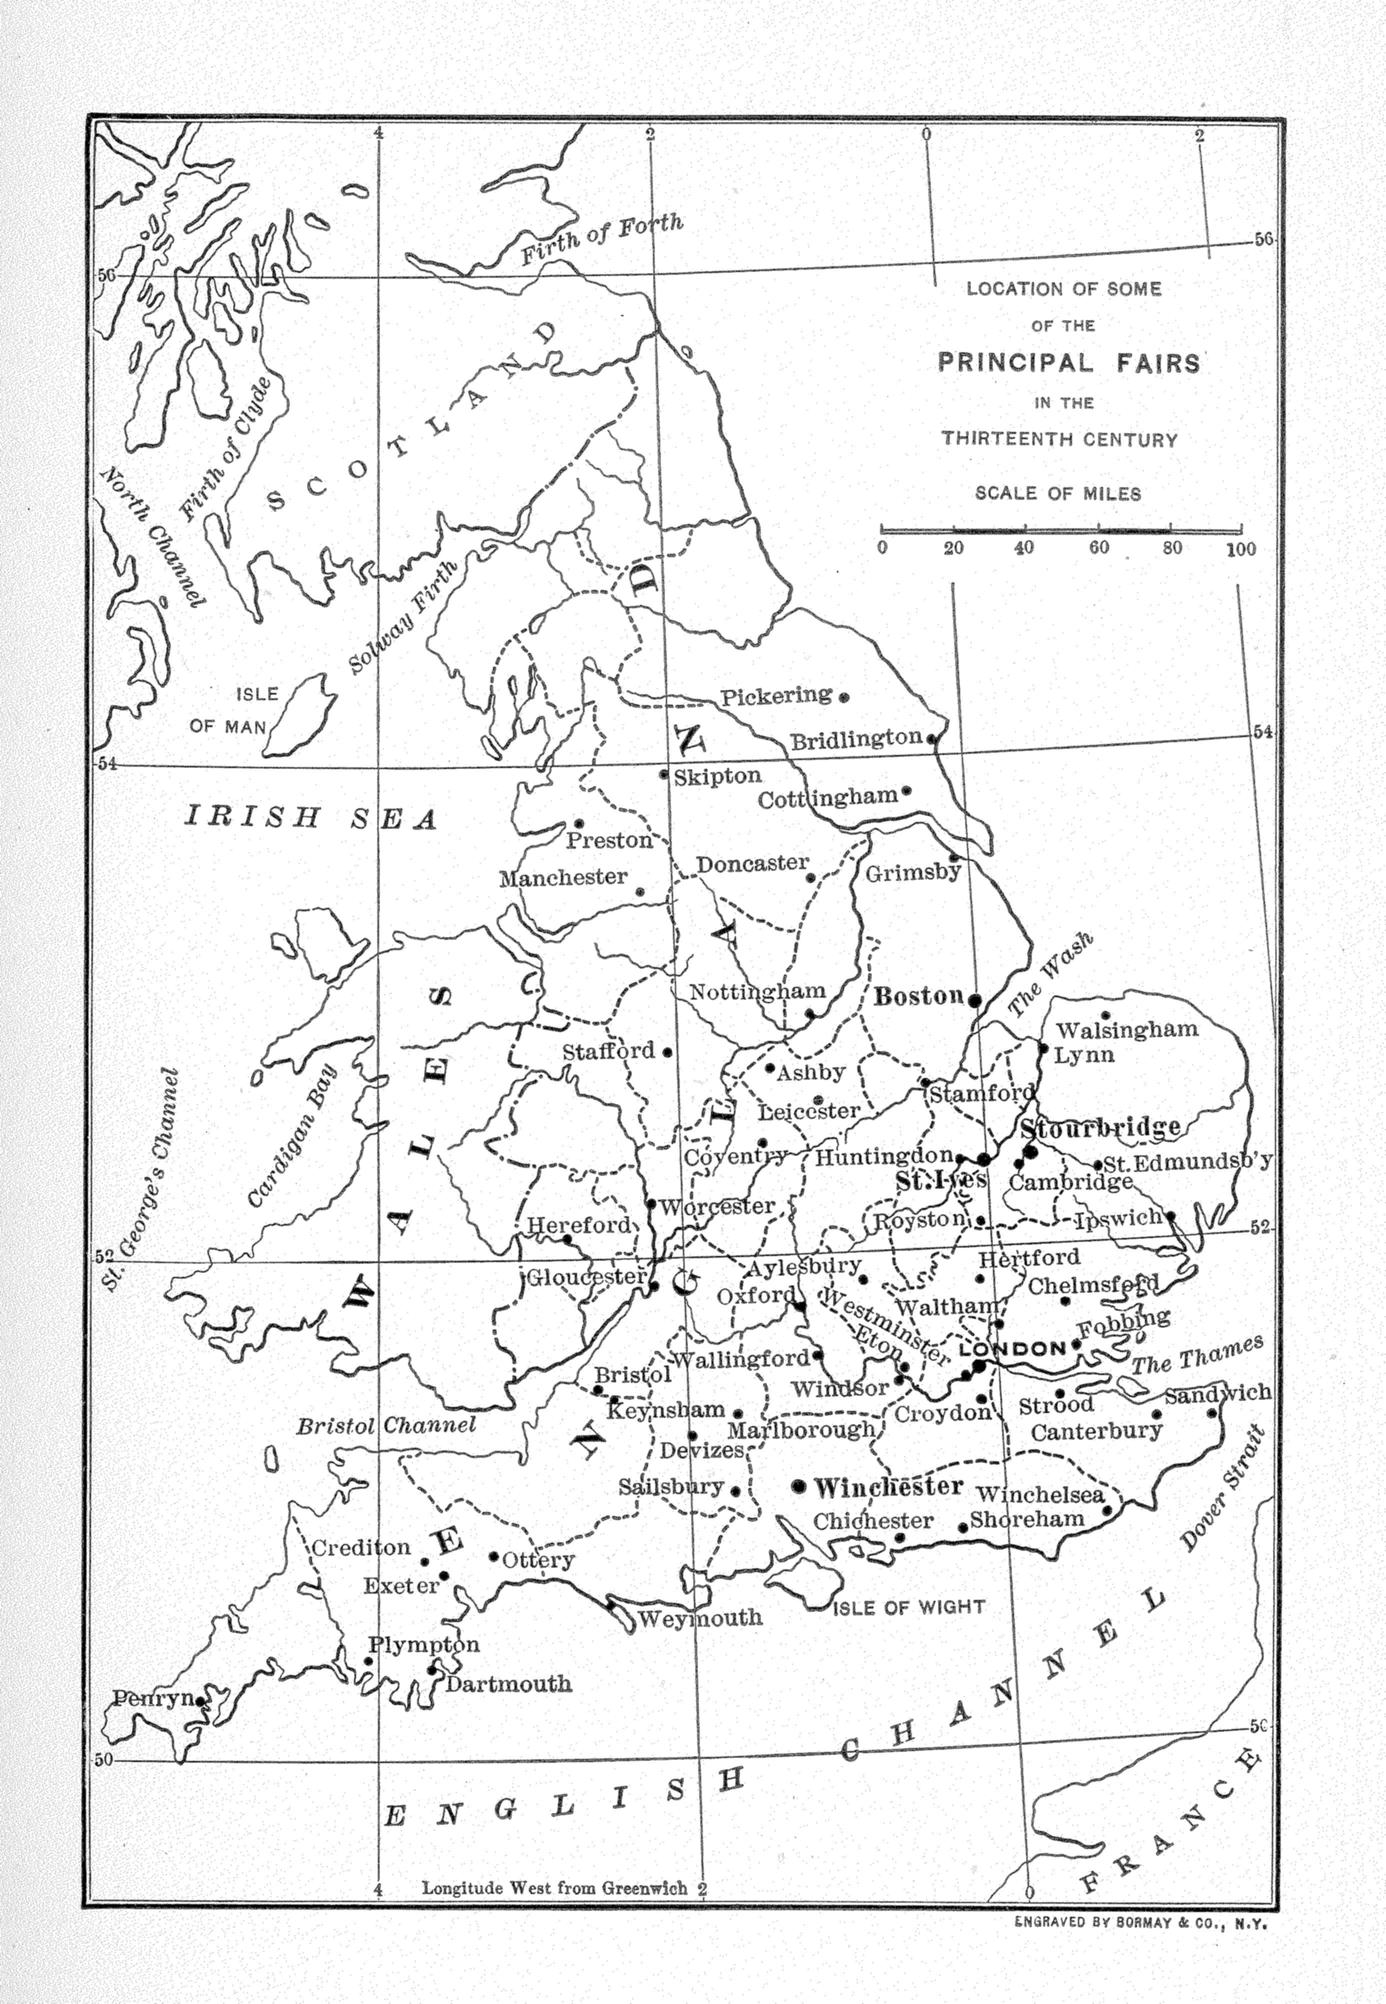 4 2 0 2
Firth of Forth
56 56
LOCATION OF SOME
OF THE
PRINCIPAL FAIRS
IN THE
THIRTEENTH CENTURY
SCALE OF MILES
0 20 40 60 80 100
SCOTLAND
Firth of Clyde
North Channel
Solway Firth
ISLE
OF MAN
ENGLAND
Pickering
Bridlington
54 54
Skipton
Cottingham
IRISH SEA
Preston
Doncaster
Manchester
Grimsby
The Wash
Nottingham
Boston
Walsingham
Lynn
Stafford
Ashby
Stamford
Leicester
Stourbridge
WALES
Cardigan Bay
St. George's Channel
Coventry
Huntingdon
St. Ives
Cambridge
St. Edmundsb'y
Worcester
Hereford
Royston
Ipswich
52 52
Gloucester
Aylesbury
Hertford
Oxford
Chelmsford
Westminster
Waltham
Eton
LONDON
Fobbing
The Thames
Wallingford
Bristol
Windsor
Keynsham
Croydon
Strood
Sandwich
Bristol Channel
Marlborough
Canterbury
Devizes
Sailsbury
Winchester
Winchelsea
Chichester
Shoreham
Dover Strait
Crediton
Ottery
Exeter
ISLE OF WIGHT
Weymouth
Plympton
Dartmouth
Penryn
50 50
ENGLISH CHANNEL
FRANCE
4 Longitude West from Greenwich 2 0
ENGRAVED BY BORMAY & CO., N.Y.